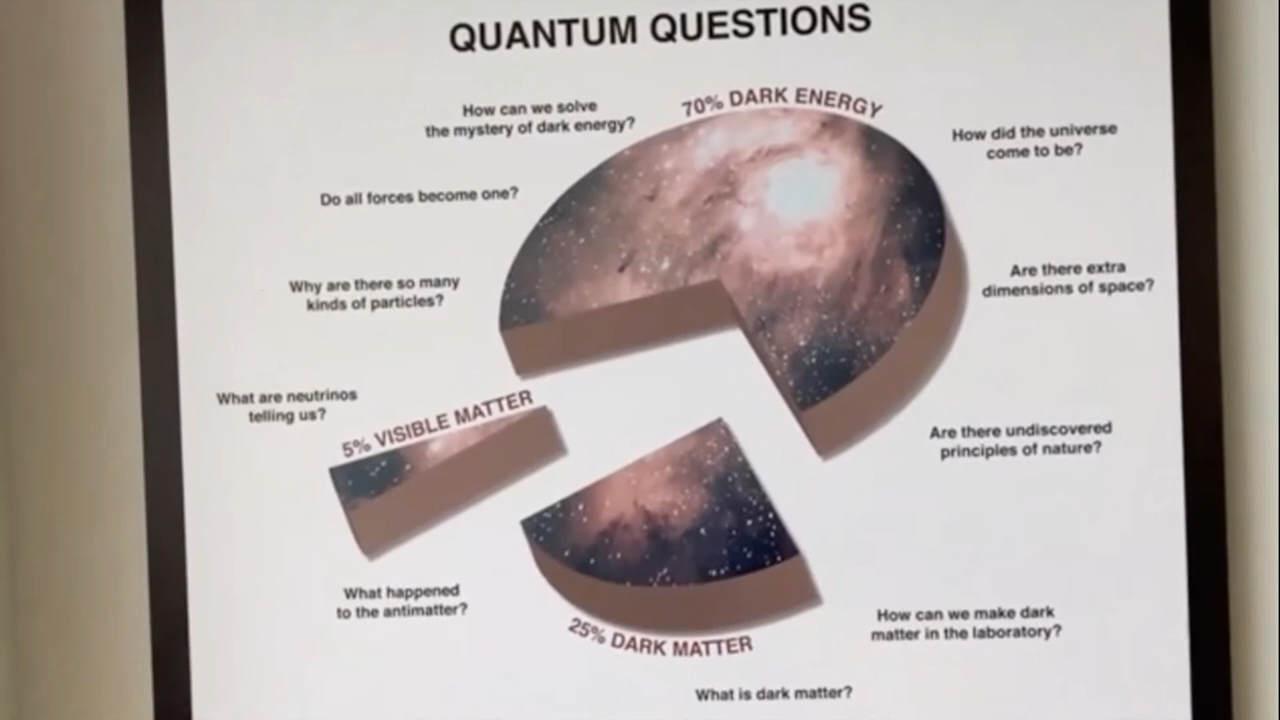 QUANTUM QUESTIONS
70% DARK ENERGY
How can we solve
the mystery of dark energy?
How did the universe
come to be?
Do all forces become one?
Are there extra
dimensions of space?
Why are there so many
kinds of particles?
What are neutrinos
telling us?
5% VISIBLE MATTER
Are there undiscovered
principles of nature?
What happened
to the antimatter?
How can we make dark
matter in the laboratory?
25% DARK MATTER
What is dark matter?